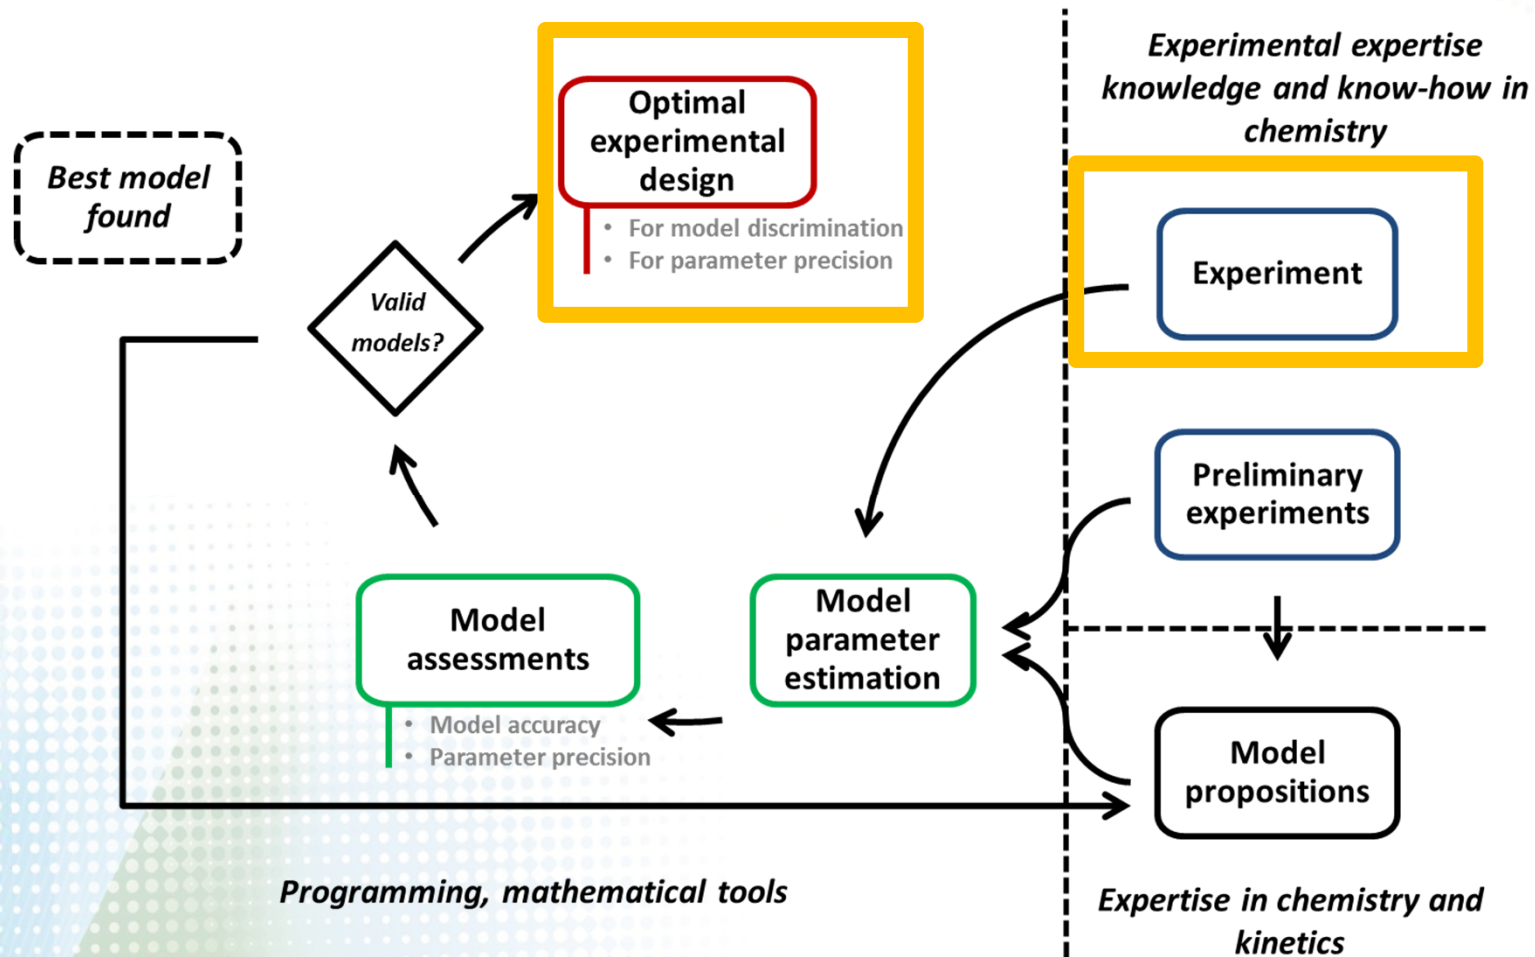 Experimental expertise
knowledge and know-how in
chemistry
Optimal
experimental
design
• For model discrimination
• For parameter precision
Best model
found
Experiment
Valid
models?
Preliminary
experiments
Model
assessments
• Model accuracy
• Parameter precision
Model
parameter
estimation
Model
propositions
Programming, mathematical tools
Expertise in chemistry and
kinetics